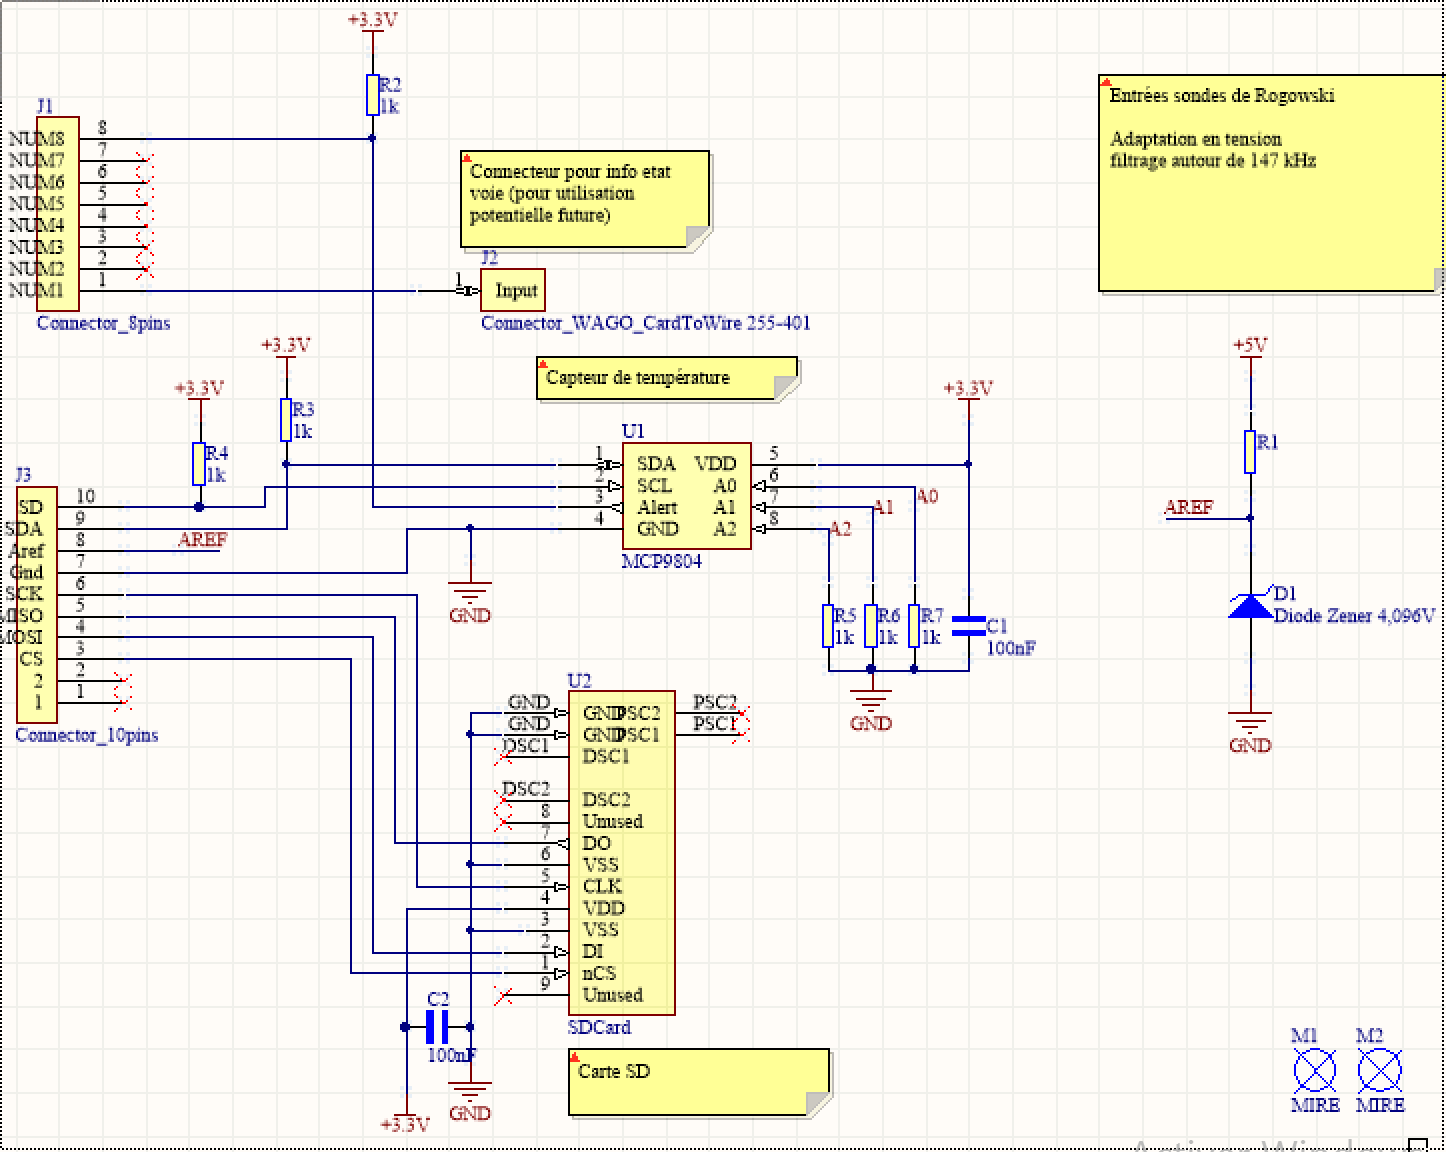 +3.3V
R2
1k
J1
NUM8 8
NUM7 7
NUM6 6
NUM5 5
NUM4 4
NUM3 3
NUM2 2
NUM1 1
Connector_8pins
Connecteur pour info etat
voie (pour utilisation
potentielle future)
J2
1 Input
Connector_WAGO_CardToWire 255-401
Entrées sondes de Rogowski
Adaptation en tension
filtrage autour de 147 kHz
+3.3V
R3
1k
+3.3V
R4
1k
Capteur de température
J3
SD 10
SDA 9
Aref 8
AREF
Gnd 7
SCK 6
MISO 5
MOSI 4
CS 3
2 2
1 1
Connector_10pins
GND
U1
1 SDA VDD 5
2 SCL A0 6
3 Alert A1 7
4 GND A2 8
MCP9804
A0
A1
A2
+3.3V
R5
1k
R6
1k
R7
1k
C1
100nF
GND
+5V
R1
AREF
D1
Diode Zener 4,096V
GND
U2
GND GND PSC2 PSC2
GND GND PSC1 PSC1
DSC1 DSC1
DSC2 DSC2
8 Unused
7 DO
6 VSS
5 CLK
4 VDD
3 VSS
2 DI
1 nCS
9 Unused
SDCard
C2
100nF
GND
+3.3V
Carte SD
M1
MIRE
M2
MIRE